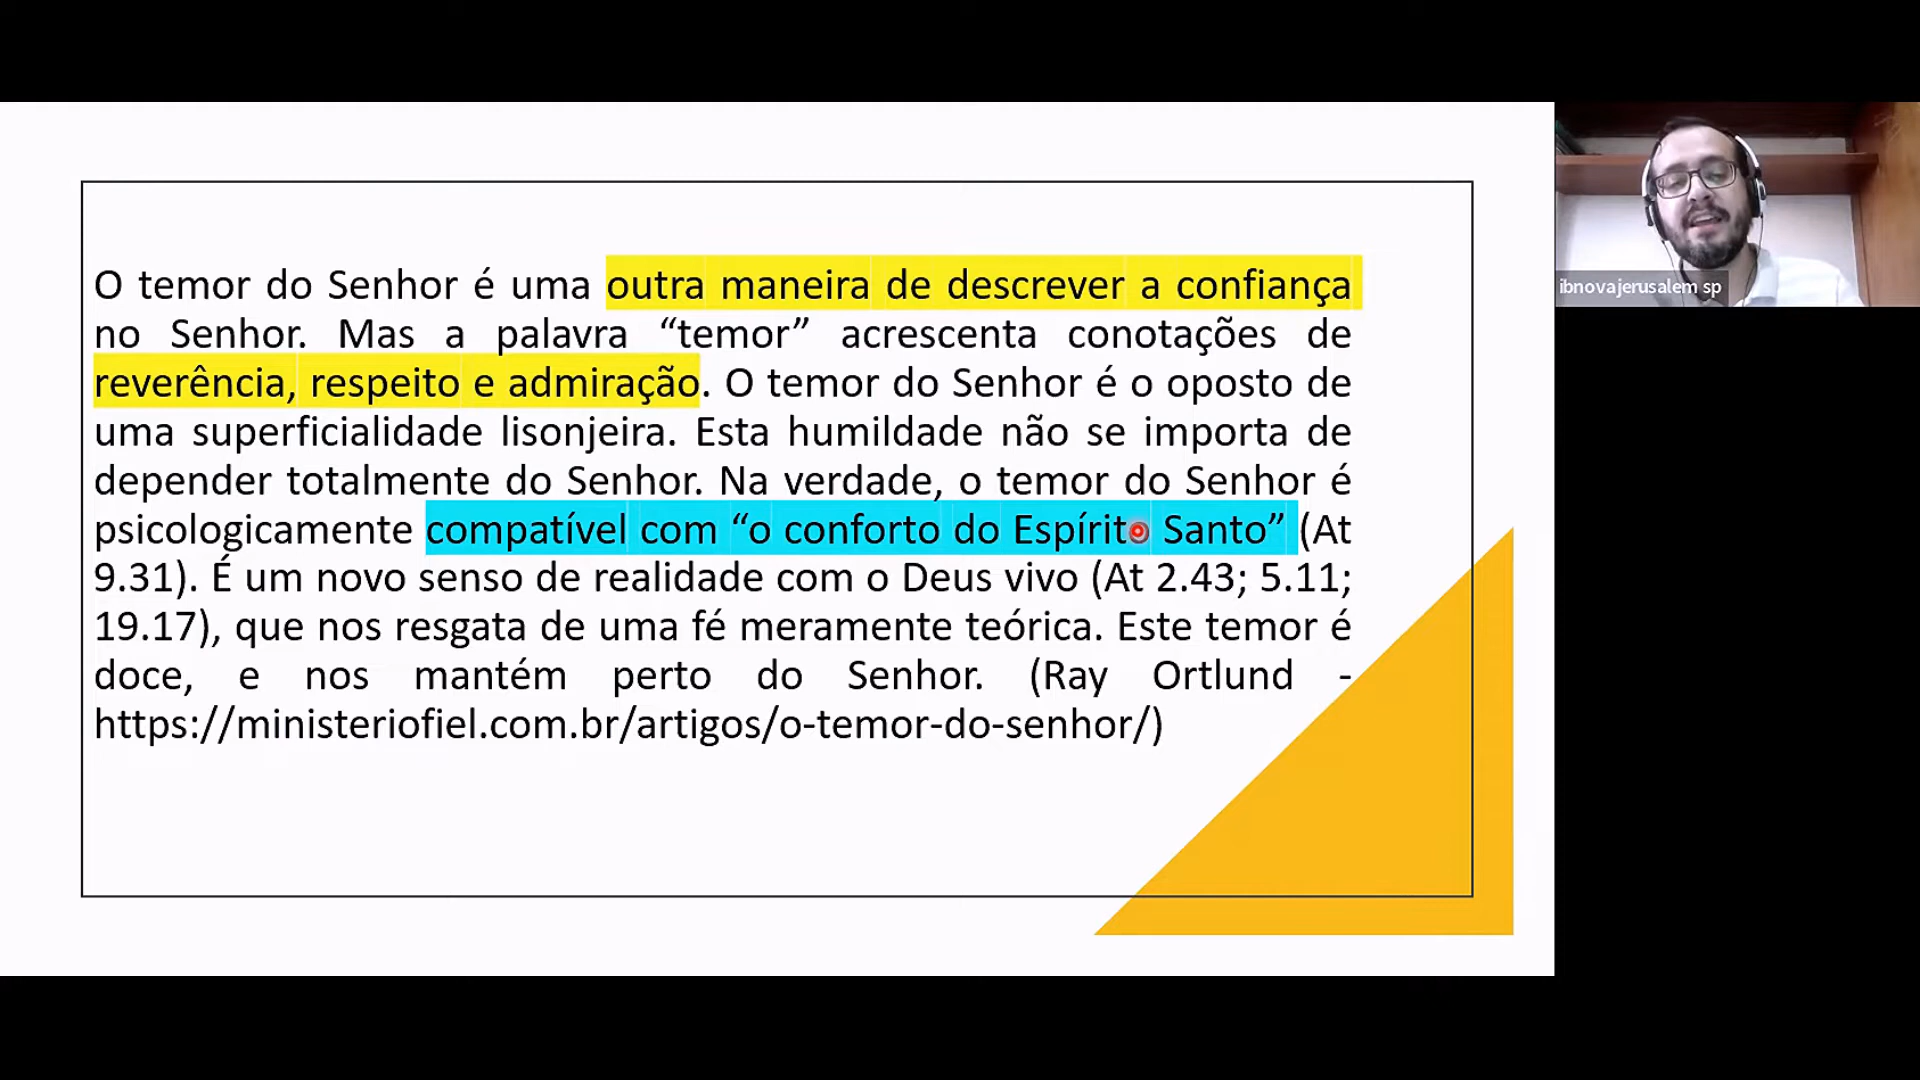 O temor do Senhor é uma outra maneira de descrever a confiança
no Senhor. Mas a palavra “temor” acrescenta conotações de
reverência, respeito e admiração. O temor do Senhor é o oposto de
uma superficialidade lisonjeira. Esta humildade não se importa de
depender totalmente do Senhor. Na verdade, o temor do Senhor é
psicologicamente compatível com “o conforto do Espírito Santo” (At
9.31). É um novo senso de realidade com o Deus vivo (At 2.43; 5.11;
19.17), que nos resgata de uma fé meramente teórica. Este temor é
doce, e nos mantém perto do Senhor. (Ray Ortlund -
https://ministeriofiel.com.br/artigos/o-temor-do-senhor/)
ibnovajerusalem sp